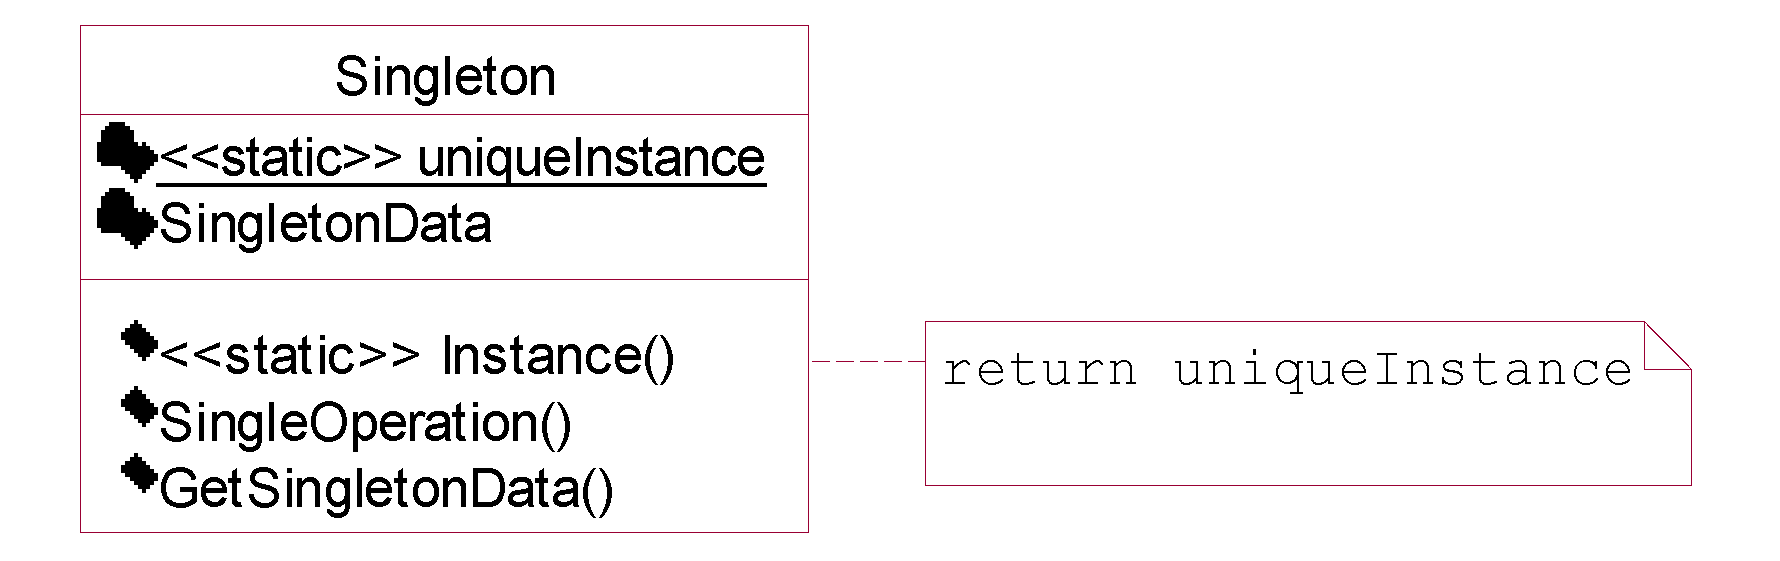 Singleton
<<static>> uniqueInstance
SingletonData
<<static>> Instance()
SingleOperation()
GetSingletonData()
return uniqueInstance